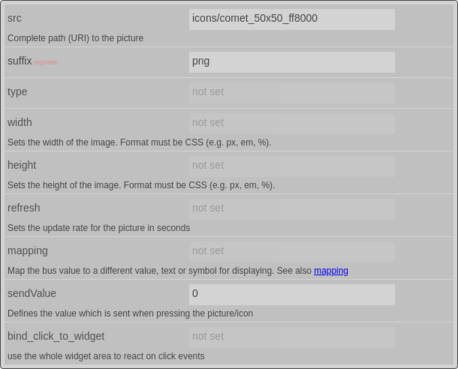 src icons/comet_50x50_ff8000
Complete path (URI) to the picture
suffix required png
type not set
width not set
Sets the width of the image. Format must be CSS (e.g. px, em, %).
height not set
Sets the height of the image. Format must be CSS (e.g. px, em, %).
refresh not set
Sets the update rate for the picture in seconds
mapping not set
Map the bus value to a different value, text or symbol for displaying. See also mapping
sendValue 0
Defines the value which is sent when pressing the picture/icon
bind_click_to_widget not set
use the whole widget area to react on click events